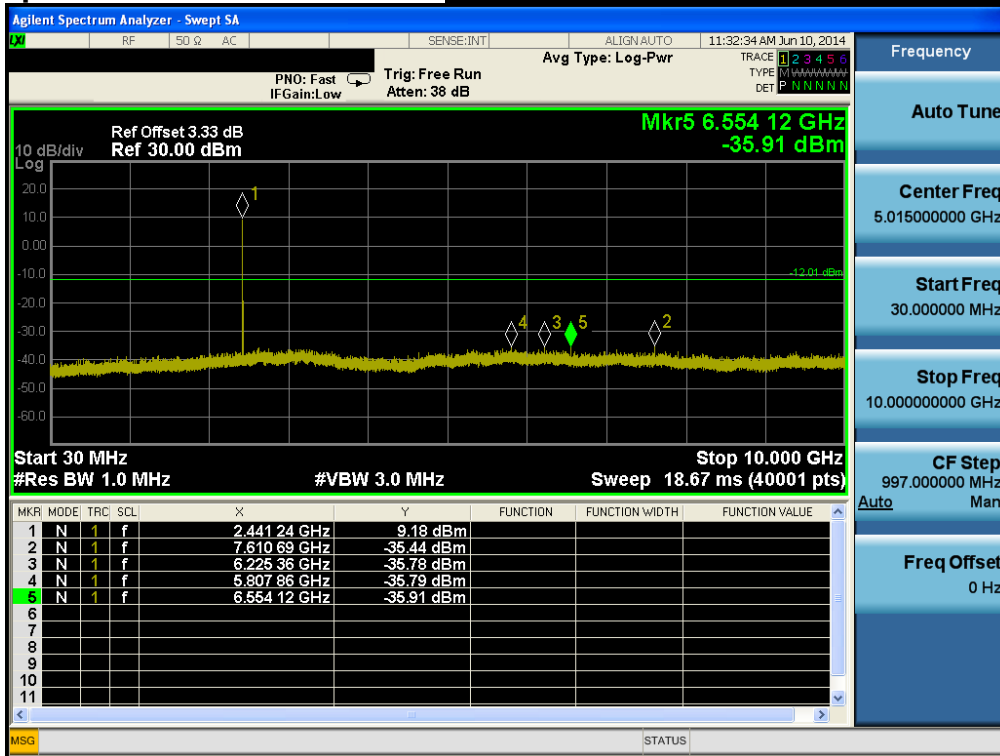 Agilent Spectrum Analyzer - Swept SA
LXI RF 50 Ω AC SENSE:INT ALIGN AUTO 11:32:34 AM Jun 10, 2014
Avg Type: Log-Pwr
TRACE 1 2 3 4 5 6
PNO: Fast Trig: Free Run TYPE M
IFGain:Low Atten: 38 dB DET P N N N N N
Frequency
Auto Tune
Center Freq
5.015000000 GHz
Start Freq
30.000000 MHz
Stop Freq
10.000000000 GHz
CF Step
997.000000 MHz
Auto Man
Freq Offset
0 Hz
Mkr5 6.554 12 GHz
-35.91 dBm
Ref Offset 3.33 dB
10 dB/div Ref 30.00 dBm
Log
20.0
10.0
0.00
-10.0
-20.0
-30.0
-40.0
-50.0
-60.0
1
-12.01 dBm
4 3 5 2
Start 30 MHz Stop 10.000 GHz
#Res BW 1.0 MHz #VBW 3.0 MHz Sweep 18.67 ms (40001 pts)
MKR MODE TRC SCL X Y FUNCTION FUNCTION WIDTH FUNCTION VALUE
1 N 1 f 2.441 24 GHz 9.18 dBm
2 N 1 f 7.610 69 GHz -35.44 dBm
3 N 1 f 6.225 36 GHz -35.78 dBm
4 N 1 f 5.807 86 GHz -35.79 dBm
5 N 1 f 6.554 12 GHz -35.91 dBm
6
7
8
9
10
11
MSG STATUS